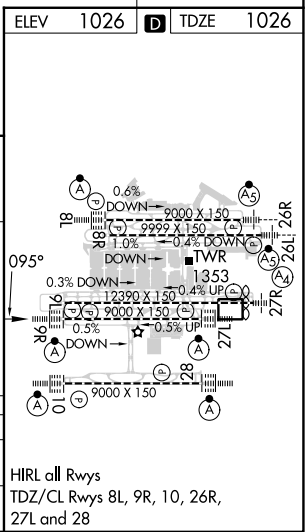 ELEV 1026 D TDZE 1026
A
0.6%
DOWN
P
A5
8L
9000 X 150
26R
8R
P
9999 X 150
26L
1.0%
0.4% DOWN
P
A5
DOWN
TWR
1353
A4
095°
0.3% DOWN
0.4% UP
P
27R
9L
12390 X 150
P
P
9000 X 150
P
9R
0.5%
0.5% UP
27L
A
DOWN
A
P
28
10
9000 X 150
A
P
A
HIRL all Rwys
TDZ/CL Rwys 8L, 9R, 10, 26R,
27L and 28